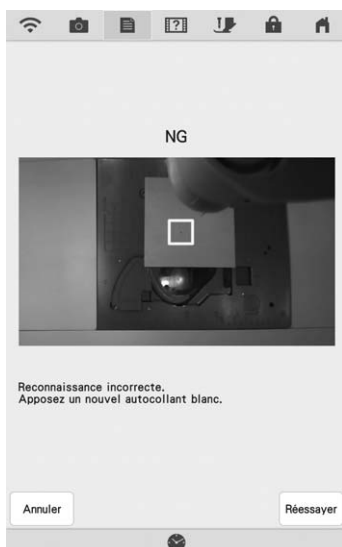 NG
Reconnaissance incorrecte.
Apposez un nouvel autocollant blanc.
Annuler
Réessayer